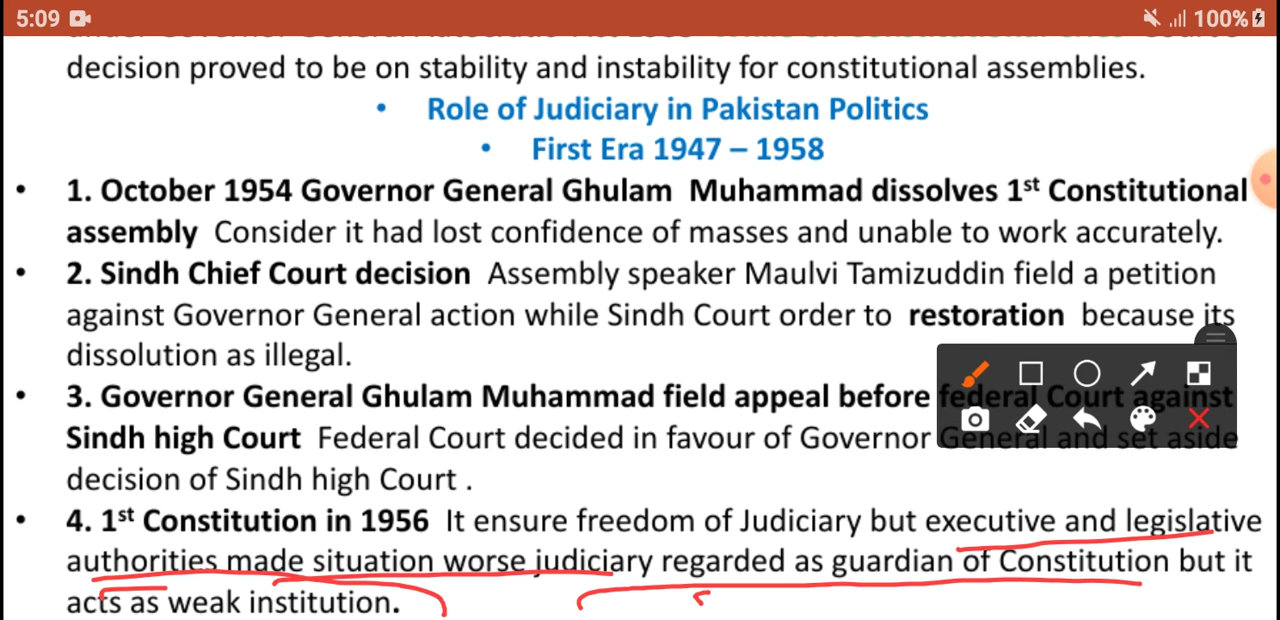 5:09 100%
decision proved to be on stability and instability for constitutional assemblies.
• Role of Judiciary in Pakistan Politics
• First Era 1947 – 1958
• 1. October 1954 Governor General Ghulam Muhammad dissolves 1st Constitutional
assembly Consider it had lost confidence of masses and unable to work accurately.
• 2. Sindh Chief Court decision Assembly speaker Maulvi Tamizuddin field a petition
against Governor General action while Sindh Court order to restoration because its
dissolution as illegal.
• 3. Governor General Ghulam Muhammad field appeal before federal Court against
Sindh high Court Federal Court decided in favour of Governor General and set aside
decision of Sindh high Court .
• 4. 1st Constitution in 1956 It ensure freedom of Judiciary but executive and legislative
authorities made situation worse judiciary regarded as guardian of Constitution but it
acts as weak institution.